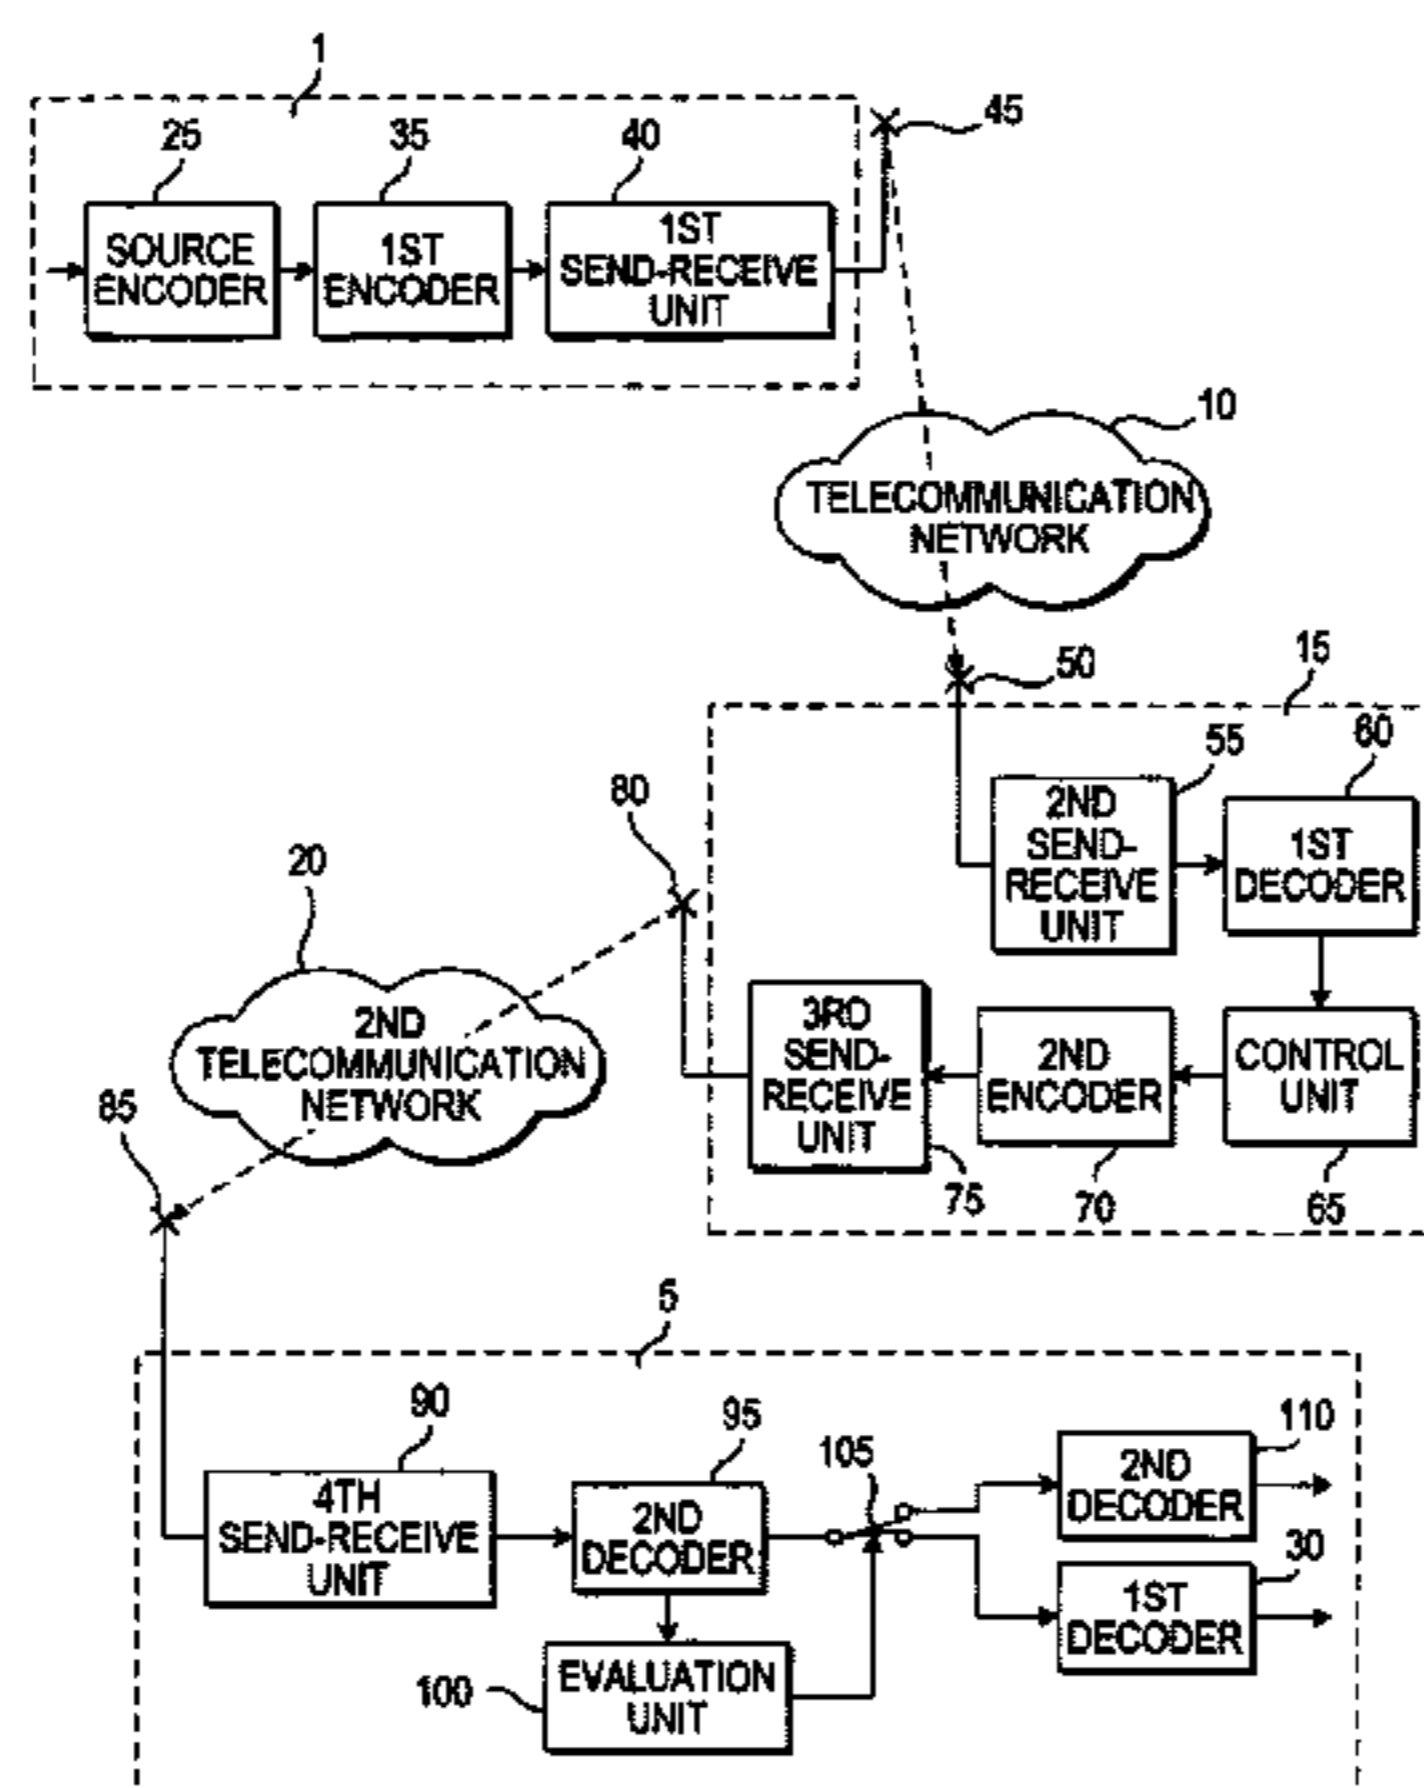 1
25
35
40
45
SOURCE
ENCODER
1ST
ENCODER
1ST
SEND-RECEIVE
UNIT
10
TELECOMMUNICATION
NETWORK
50
15
55
60
2ND
SEND-
RECEIVE
UNIT
1ST
DECODER
80
20
2ND
TELECOMMUNICATION
NETWORK
85
3RD
SEND-
RECEIVE
UNIT
2ND
ENCODER
CONTROL
UNIT
75
70
65
5
90
95
105
110
4TH
SEND-RECEIVE
UNIT
2ND
DECODER
2ND
DECODER
30
1ST
DECODER
100
EVALUATION
UNIT